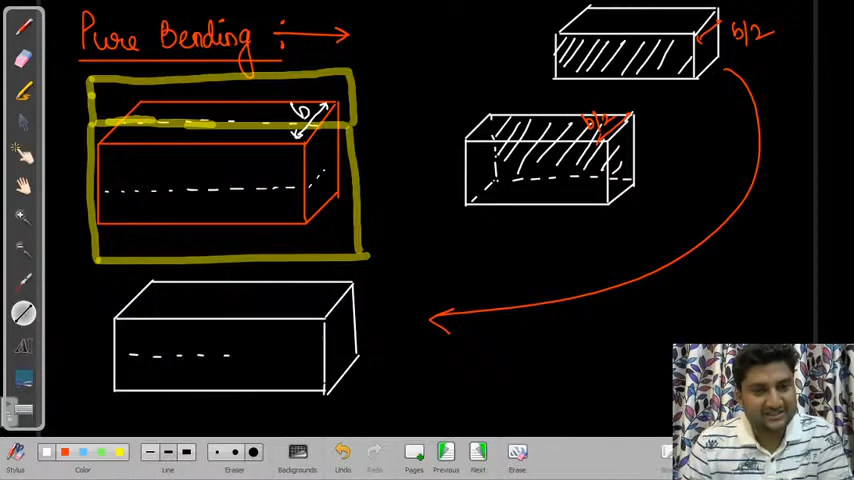 Pure Bending :
b
b/2
b/2
Stylus
Color
Line
Eraser
Backgrounds
Undo
Redo
Pages
Previous
Next
Erase